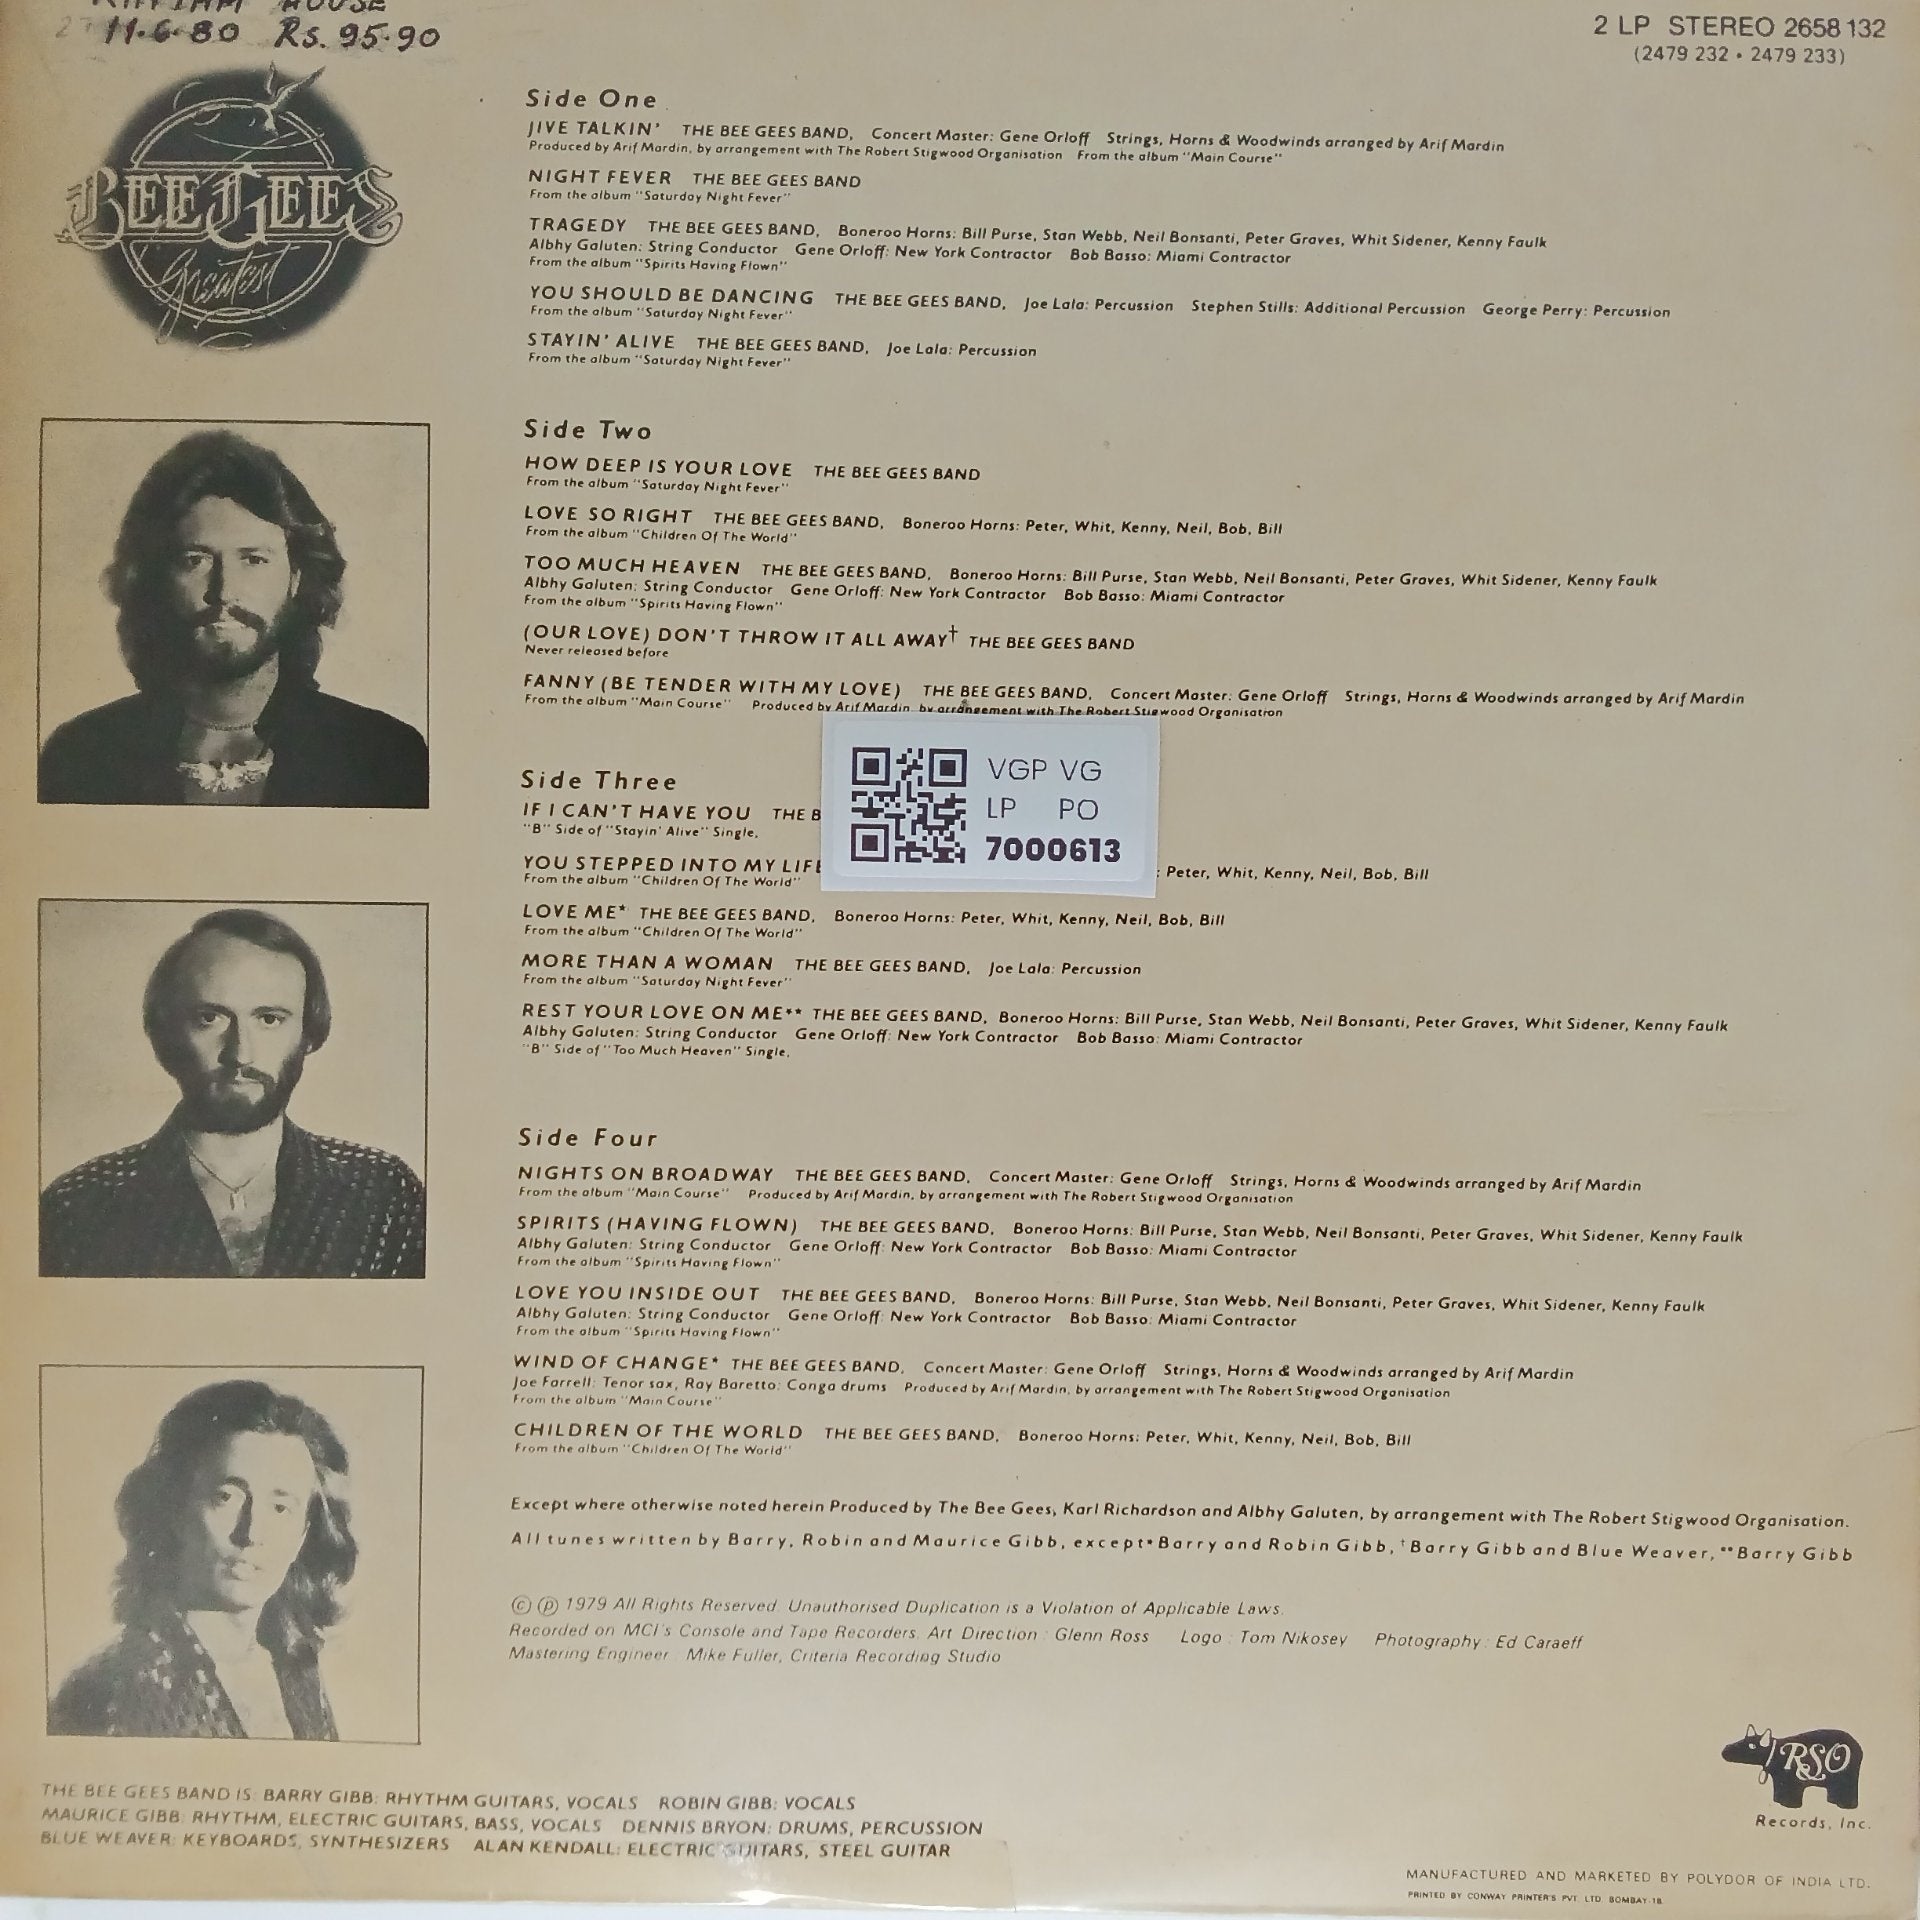 RHYTHM HOUSE
11.6.80 Rs. 95.90
2 LP STEREO 2658 132
(2479 232 • 2479 233)
BEE GEES
Greatest
Side One
JIVE TALKIN' THE BEE GEES BAND, Concert Master: Gene Orloff Strings, Horns & Woodwinds arranged by Arif Mardin
Produced by Arif Mardin, by arrangement with The Robert Stigwood Organisation From the album "Main Course"
NIGHT FEVER THE BEE GEES BAND
From the album "Saturday Night Fever"
TRAGEDY THE BEE GEES BAND, Boneroo Horns: Bill Purse, Stan Webb, Neil Bonsanti, Peter Graves, Whit Sidener, Kenny Faulk
Albhy Galuten: String Conductor Gene Orloff: New York Contractor Bob Basso: Miami Contractor
From the album "Spirits Having Flown"
YOU SHOULD BE DANCING THE BEE GEES BAND, Joe Lala: Percussion Stephen Stills: Additional Percussion George Perry: Percussion
From the album "Saturday Night Fever"
STAYIN' ALIVE THE BEE GEES BAND, Joe Lala: Percussion
From the album "Saturday Night Fever"
Side Two
HOW DEEP IS YOUR LOVE THE BEE GEES BAND
From the album "Saturday Night Fever"
LOVE SO RIGHT THE BEE GEES BAND, Boneroo Horns: Peter, Whit, Kenny, Neil, Bob, Bill
From the album "Children Of The World"
TOO MUCH HEAVEN THE BEE GEES BAND, Boneroo Horns: Bill Purse, Stan Webb, Neil Bonsanti, Peter Graves, Whit Sidener, Kenny Faulk
Albhy Galuten: String Conductor Gene Orloff: New York Contractor Bob Basso: Miami Contractor
From the album "Spirits Having Flown"
(OUR LOVE) DON'T THROW IT ALL AWAY† THE BEE GEES BAND
Never released before
FANNY (BE TENDER WITH MY LOVE) THE BEE GEES BAND, Concert Master: Gene Orloff Strings, Horns & Woodwinds arranged by Arif Mardin
From the album "Main Course" Produced by Arif Mardin, by arrangement with The Robert Stigwood Organisation
VGP VG
LP PO
7000613
Side Three
IF I CAN'T HAVE YOU THE B
"B" Side of "Stayin' Alive" Single.
YOU STEPPED INTO MY LIFE : Peter, Whit, Kenny, Neil, Bob, Bill
From the album "Children Of The World"
LOVE ME* THE BEE GEES BAND, Boneroo Horns: Peter, Whit, Kenny, Neil, Bob, Bill
From the album "Children Of The World"
MORE THAN A WOMAN THE BEE GEES BAND, Joe Lala: Percussion
From the album "Saturday Night Fever"
REST YOUR LOVE ON ME** THE BEE GEES BAND, Boneroo Horns: Bill Purse, Stan Webb, Neil Bonsanti, Peter Graves, Whit Sidener, Kenny Faulk
Albhy Galuten: String Conductor Gene Orloff: New York Contractor Bob Basso: Miami Contractor
"B" Side of "Too Much Heaven" Single.
Side Four
NIGHTS ON BROADWAY THE BEE GEES BAND, Concert Master: Gene Orloff Strings, Horns & Woodwinds arranged by Arif Mardin
From the album "Main Course" Produced by Arif Mardin, by arrangement with The Robert Stigwood Organisation
SPIRITS (HAVING FLOWN) THE BEE GEES BAND, Boneroo Horns: Bill Purse, Stan Webb, Neil Bonsanti, Peter Graves, Whit Sidener, Kenny Faulk
Albhy Galuten: String Conductor Gene Orloff: New York Contractor Bob Basso: Miami Contractor
From the album "Spirits Having Flown"
LOVE YOU INSIDE OUT THE BEE GEES BAND, Boneroo Horns: Bill Purse, Stan Webb, Neil Bonsanti, Peter Graves, Whit Sidener, Kenny Faulk
Albhy Galuten: String Conductor Gene Orloff: New York Contractor Bob Basso: Miami Contractor
From the album "Spirits Having Flown"
WIND OF CHANGE* THE BEE GEES BAND, Concert Master: Gene Orloff Strings, Horns & Woodwinds arranged by Arif Mardin
Joe Farrell: Tenor sax, Ray Baretto: Conga drums Produced by Arif Mardin, by arrangement with The Robert Stigwood Organisation
From the album "Main Course"
CHILDREN OF THE WORLD THE BEE GEES BAND, Boneroo Horns: Peter, Whit, Kenny, Neil, Bob, Bill
From the album "Children Of The World"
Except where otherwise noted herein Produced by The Bee Gees, Karl Richardson and Albhy Galuten, by arrangement with The Robert Stigwood Organisation.
All tunes written by Barry, Robin and Maurice Gibb, except *Barry and Robin Gibb, †Barry Gibb and Blue Weaver, **Barry Gibb
© ℗ 1979 All Rights Reserved. Unauthorised Duplication is a Violation of Applicable Laws.
Recorded on MCI's Console and Tape Recorders. Art Direction : Glenn Ross Logo : Tom Nikosey Photography : Ed Caraeff
Mastering Engineer : Mike Fuller, Criteria Recording Studio
THE BEE GEES BAND IS: BARRY GIBB: RHYTHM GUITARS, VOCALS ROBIN GIBB: VOCALS
MAURICE GIBB: RHYTHM, ELECTRIC GUITARS, BASS, VOCALS DENNIS BRYON: DRUMS, PERCUSSION
BLUE WEAVER: KEYBOARDS, SYNTHESIZERS ALAN KENDALL: ELECTRIC GUITARS, STEEL GUITAR
RSO
Records, Inc.
MANUFACTURED AND MARKETED BY POLYDOR OF INDIA LTD.
PRINTED BY CONWAY PRINTER'S PVT. LTD. BOMBAY-18